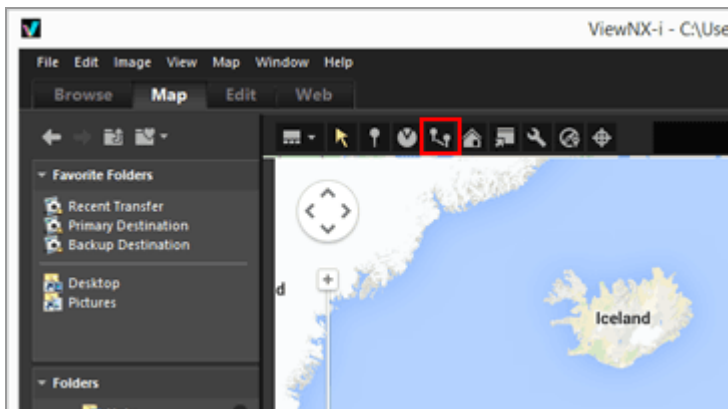 ViewNX-i - C:\Use
File Edit Image View Map Window Help
Browse Map Edit Web
Favorite Folders
Recent Transfer
Primary Destination
Backup Destination
Desktop
Pictures
Folders
d
Iceland